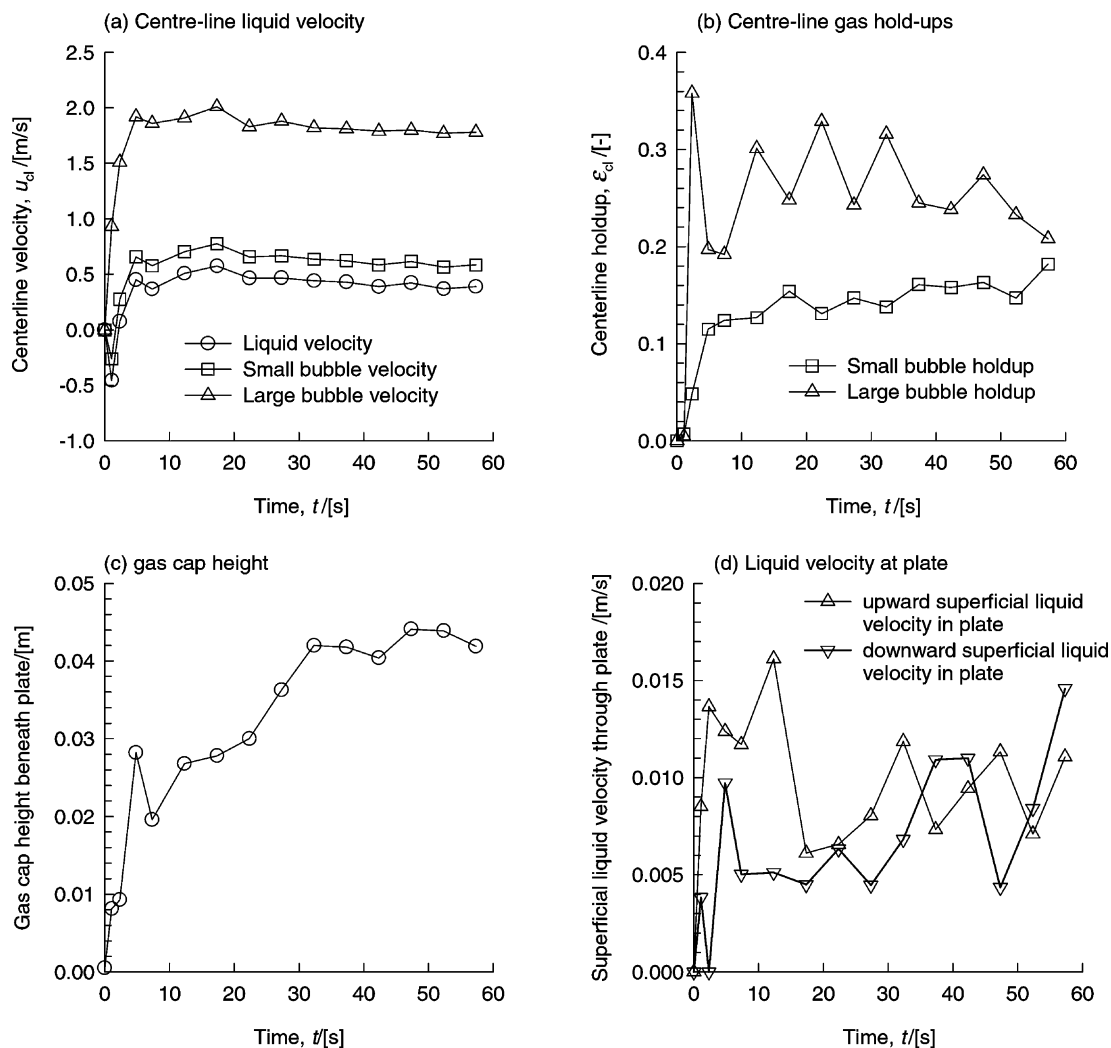 (a) Centre-line liquid velocity
2.5
2.0
1.5
1.0
0.5
0.0
-0.5
-1.0
Centerline velocity, ucl /[m/s]
Liquid velocity
Small bubble velocity
Large bubble velocity
0 10 20 30 40 50 60
Time, t /[s]
(b) Centre-line gas hold-ups
0.4
0.3
0.2
0.1
0.0
Centerline holdup, εcl /[-]
Small bubble holdup
Large bubble holdup
0 10 20 30 40 50 60
Time, t /[s]
(c) gas cap height
0.05
0.04
0.03
0.02
0.01
0.00
Gas cap height beneath plate/[m]
0 10 20 30 40 50 60
Time, t/[s]
(d) Liquid velocity at plate
0.020
0.015
0.010
0.005
0.000
Superficial liquid velocity through plate /[m/s]
upward superficial liquid
velocity in plate
downward superficial liquid
velocity in plate
0 10 20 30 40 50 60
Time, t /[s]